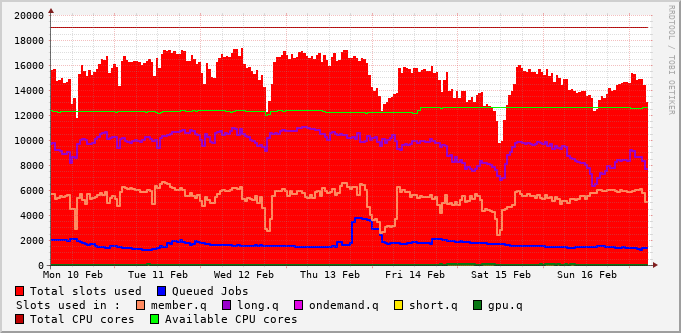 20000
18000
16000
14000
12000
10000
8000
6000
4000
2000
0
Mon 10 Feb Tue 11 Feb Wed 12 Feb Thu 13 Feb Fri 14 Feb Sat 15 Feb Sun 16 Feb
Total slots used Queued Jobs
Slots used in : member.q long.q ondemand.q short.q gpu.q
Total CPU cores Available CPU cores
RRDTOOL / TOBI OETIKER